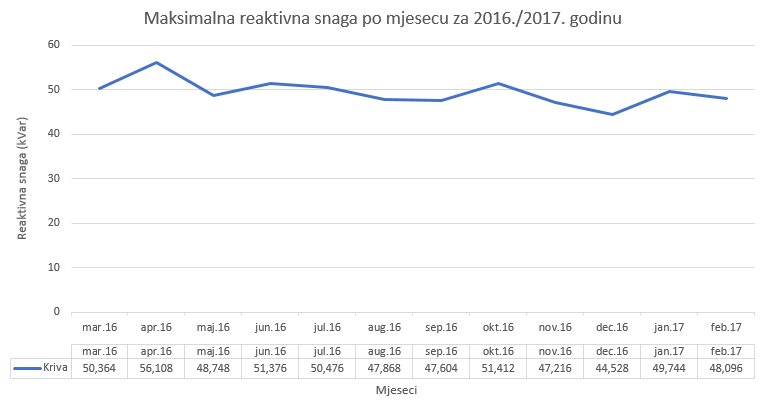 Maksimalna reaktivna snaga po mjesecu za 2016./2017. godinu
60
50
40
30
20
10
0
Reaktivna snaga (kVar)
mar.16 apr.16 maj.16 jun.16 jul.16 aug.16 sep.16 okt.16 nov.16 dec.16 jan.17 feb.17
mar.16 apr.16 maj.16 jun.16 jul.16 aug.16 sep.16 okt.16 nov.16 dec.16 jan.17 feb.17
Kriva 50,364 56,108 48,748 51,376 50,476 47,868 47,604 51,412 47,216 44,528 49,744 48,096
Mjeseci